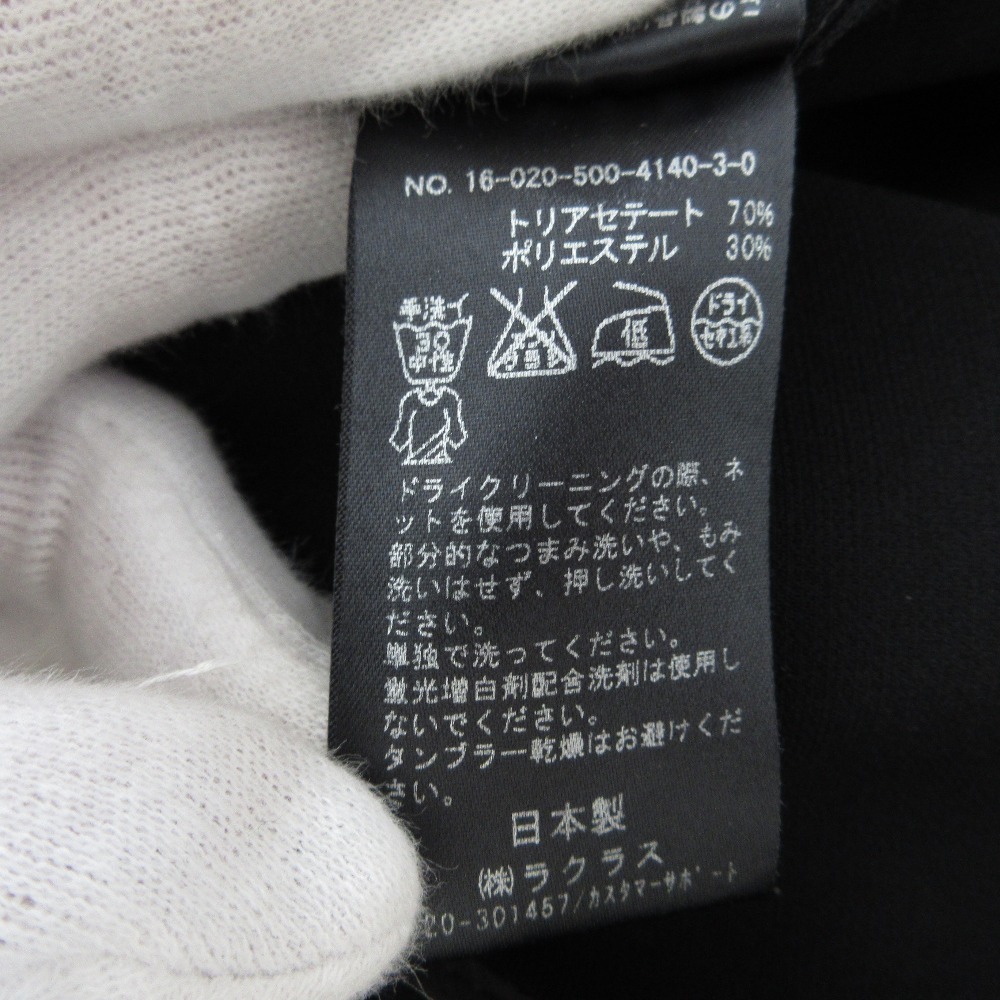 NO. 16-020-500-4140-3-0
トリアセテート 70%
ポリエステル 30%
手洗イ
30
中性
低
ドライ
セキユ系
ドライクリーニングの際、ネ
ットを使用してください。
部分的なつまみ洗いや、もみ
洗いはせず、押し洗いしてく
ださい。
単独で洗ってください。
蛍光増白剤配合洗剤は使用し
ないでください。
タンブラー乾燥はお避けくだ
さい。
日本製
(株)ラクラス
20-301457/カスタマーサポート